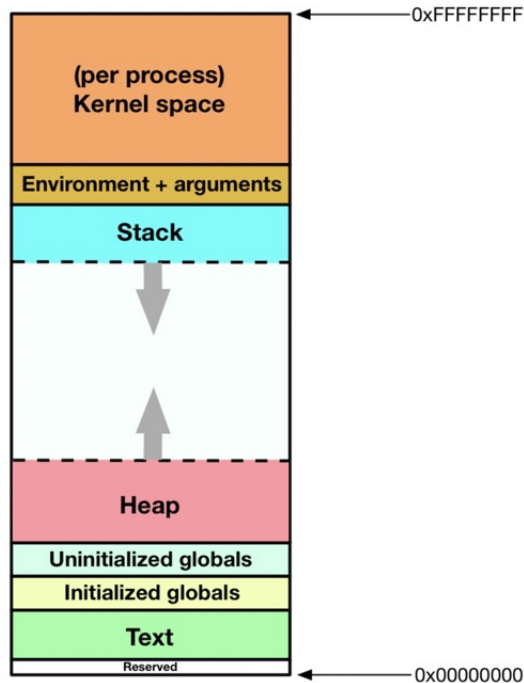 0xFFFFFFFF
(per process)
Kernel space
Environment + arguments
Stack
Heap
Uninitialized globals
Initialized globals
Text
Reserved
0x00000000